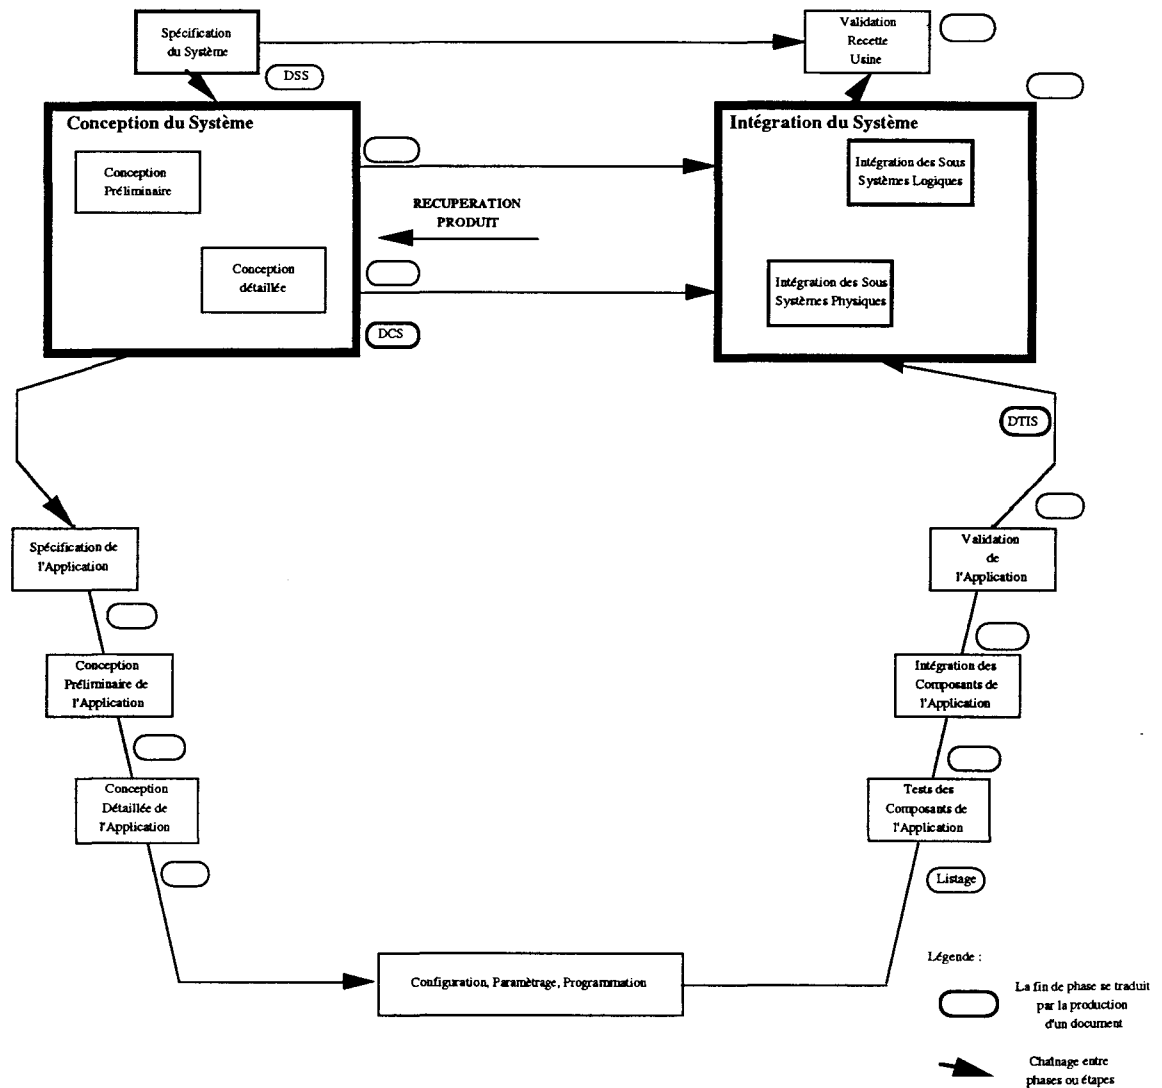 Spécification
du Système
Validation
Recette
Usine
DSS
Conception du Système
Conception
Préliminaire
Conception
détaillée
DCS
RECUPERATION
PRODUIT
Intégration du Système
Intégration des Sous
Systèmes Logiques
Intégration des Sous
Systèmes Physiques
DTIS
Spécification de
l'Application
Conception
Préliminaire de
l'Application
Conception
Détaillée de
l'Application
Configuration, Paramètrage, Programmation
Validation
de
l'Application
Intégration des
Composants de
l'Application
Tests des
Composants de
l'Application
Listage
Légende :
La fin de phase se traduit
par la production
d'un document
Chaînage entre
phases ou étapes